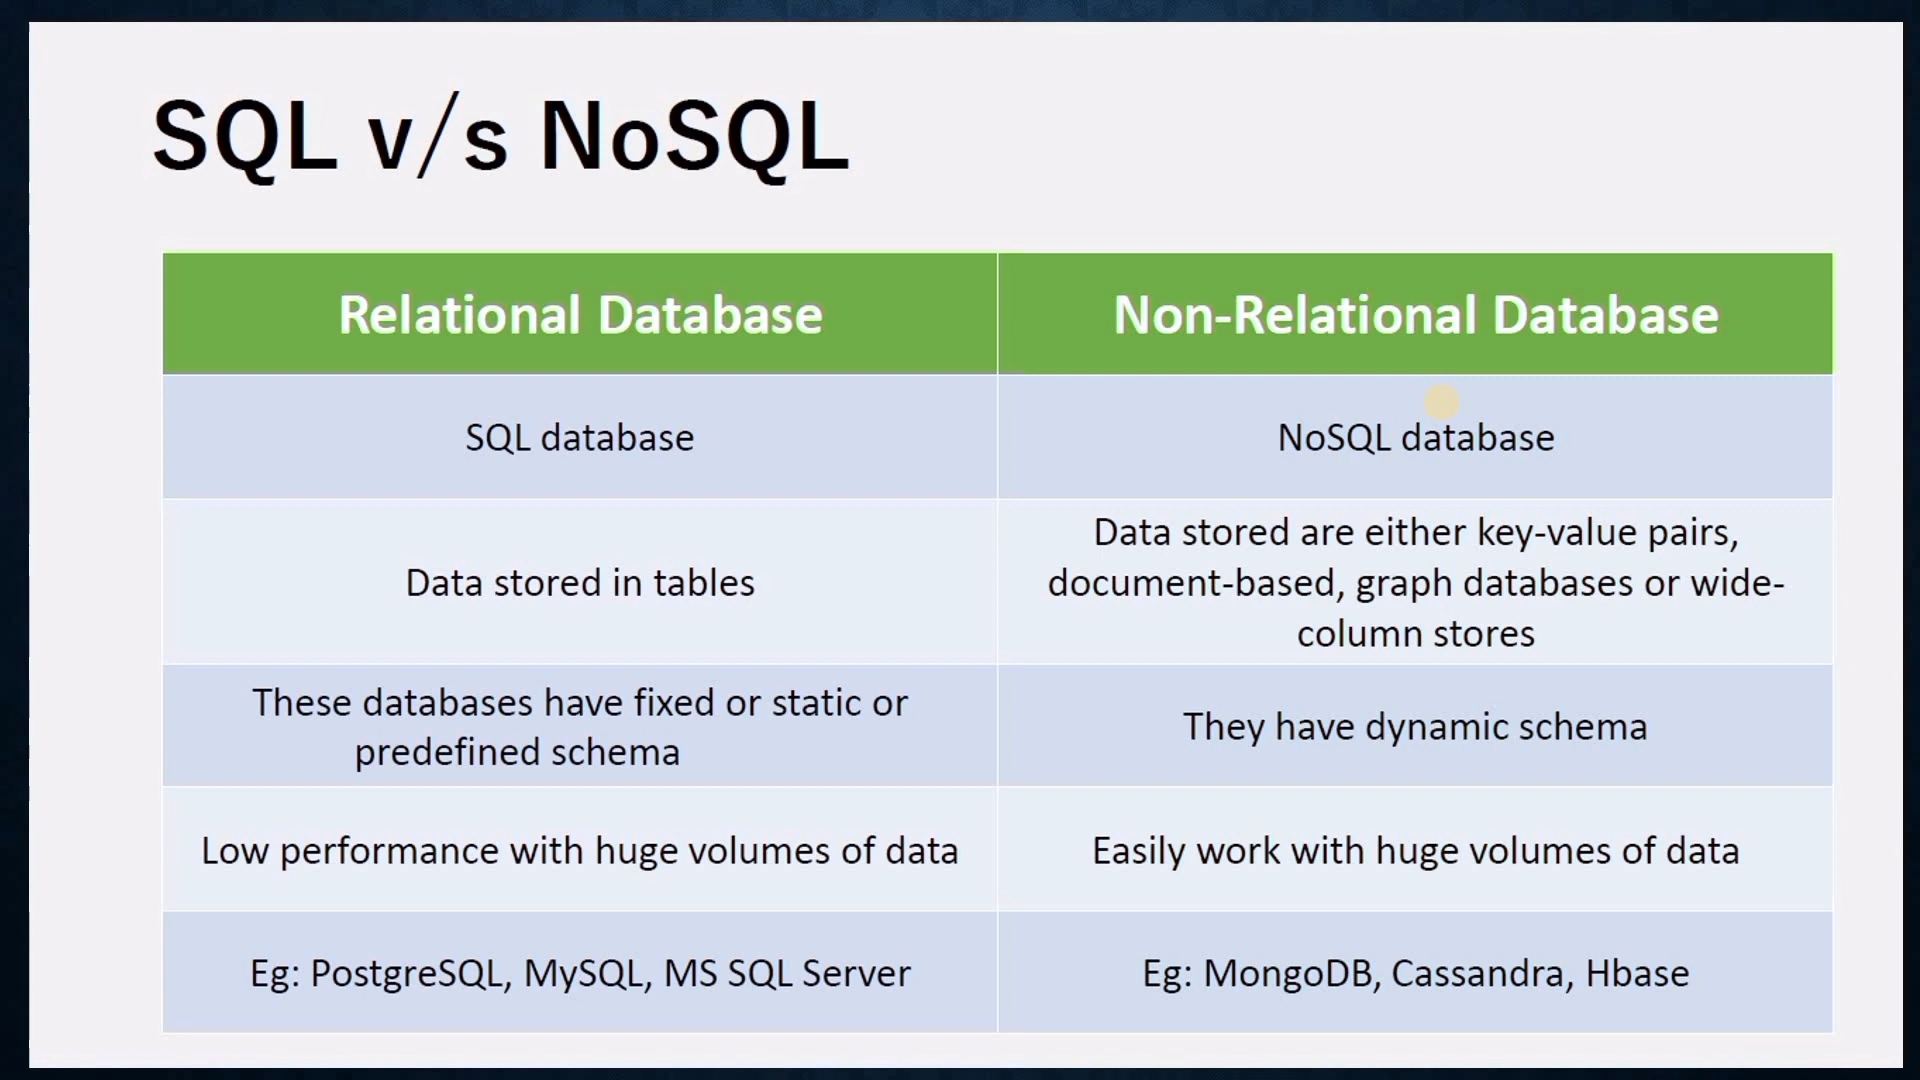 SQL v/s NoSQL
Relational Database
Non-Relational Database
SQL database
NoSQL database
Data stored in tables
Data stored are either key-value pairs,
document-based, graph databases or wide-
column stores
These databases have fixed or static or
predefined schema
They have dynamic schema
Low performance with huge volumes of data
Easily work with huge volumes of data
Eg: PostgreSQL, MySQL, MS SQL Server
Eg: MongoDB, Cassandra, Hbase